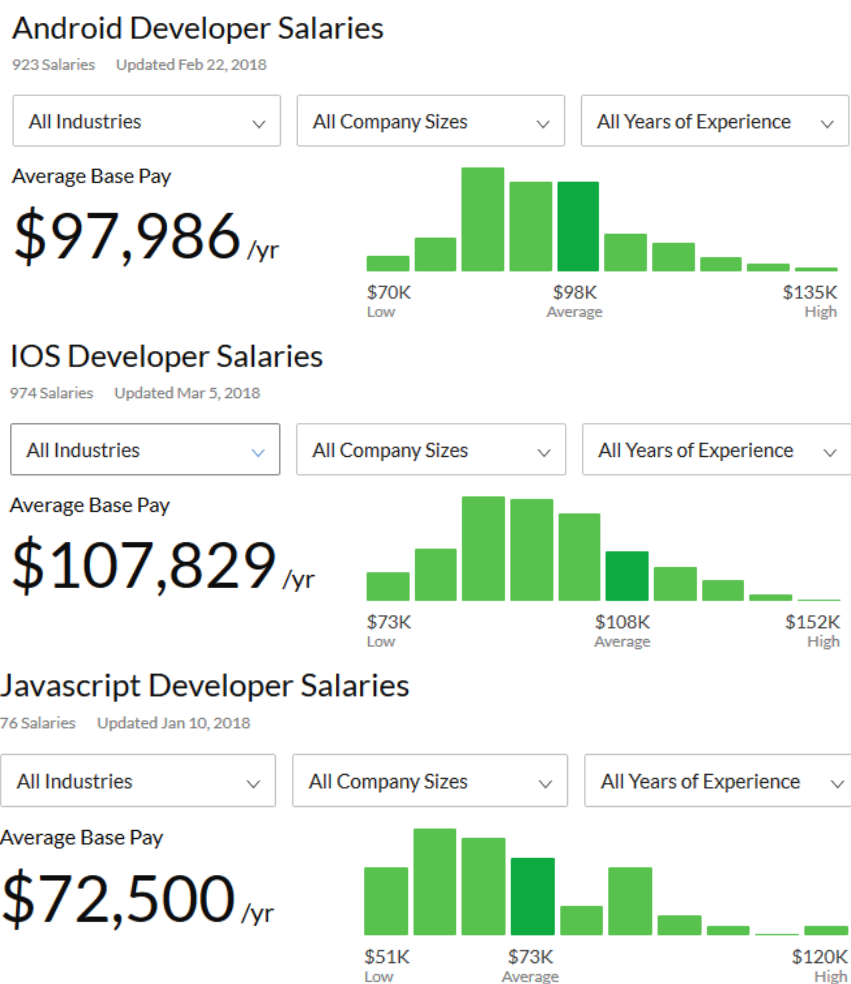 Android Developer Salaries
923 Salaries Updated Feb 22, 2018
All Industries All Company Sizes All Years of Experience
Average Base Pay
$97,986 /yr
$70K $98K $135K
Low Average High
IOS Developer Salaries
974 Salaries Updated Mar 5, 2018
All Industries All Company Sizes All Years of Experience
Average Base Pay
$107,829 /yr
$73K $108K $152K
Low Average High
Javascript Developer Salaries
76 Salaries Updated Jan 10, 2018
All Industries All Company Sizes All Years of Experience
Average Base Pay
$72,500 /yr
$51K $73K $120K
Low Average High